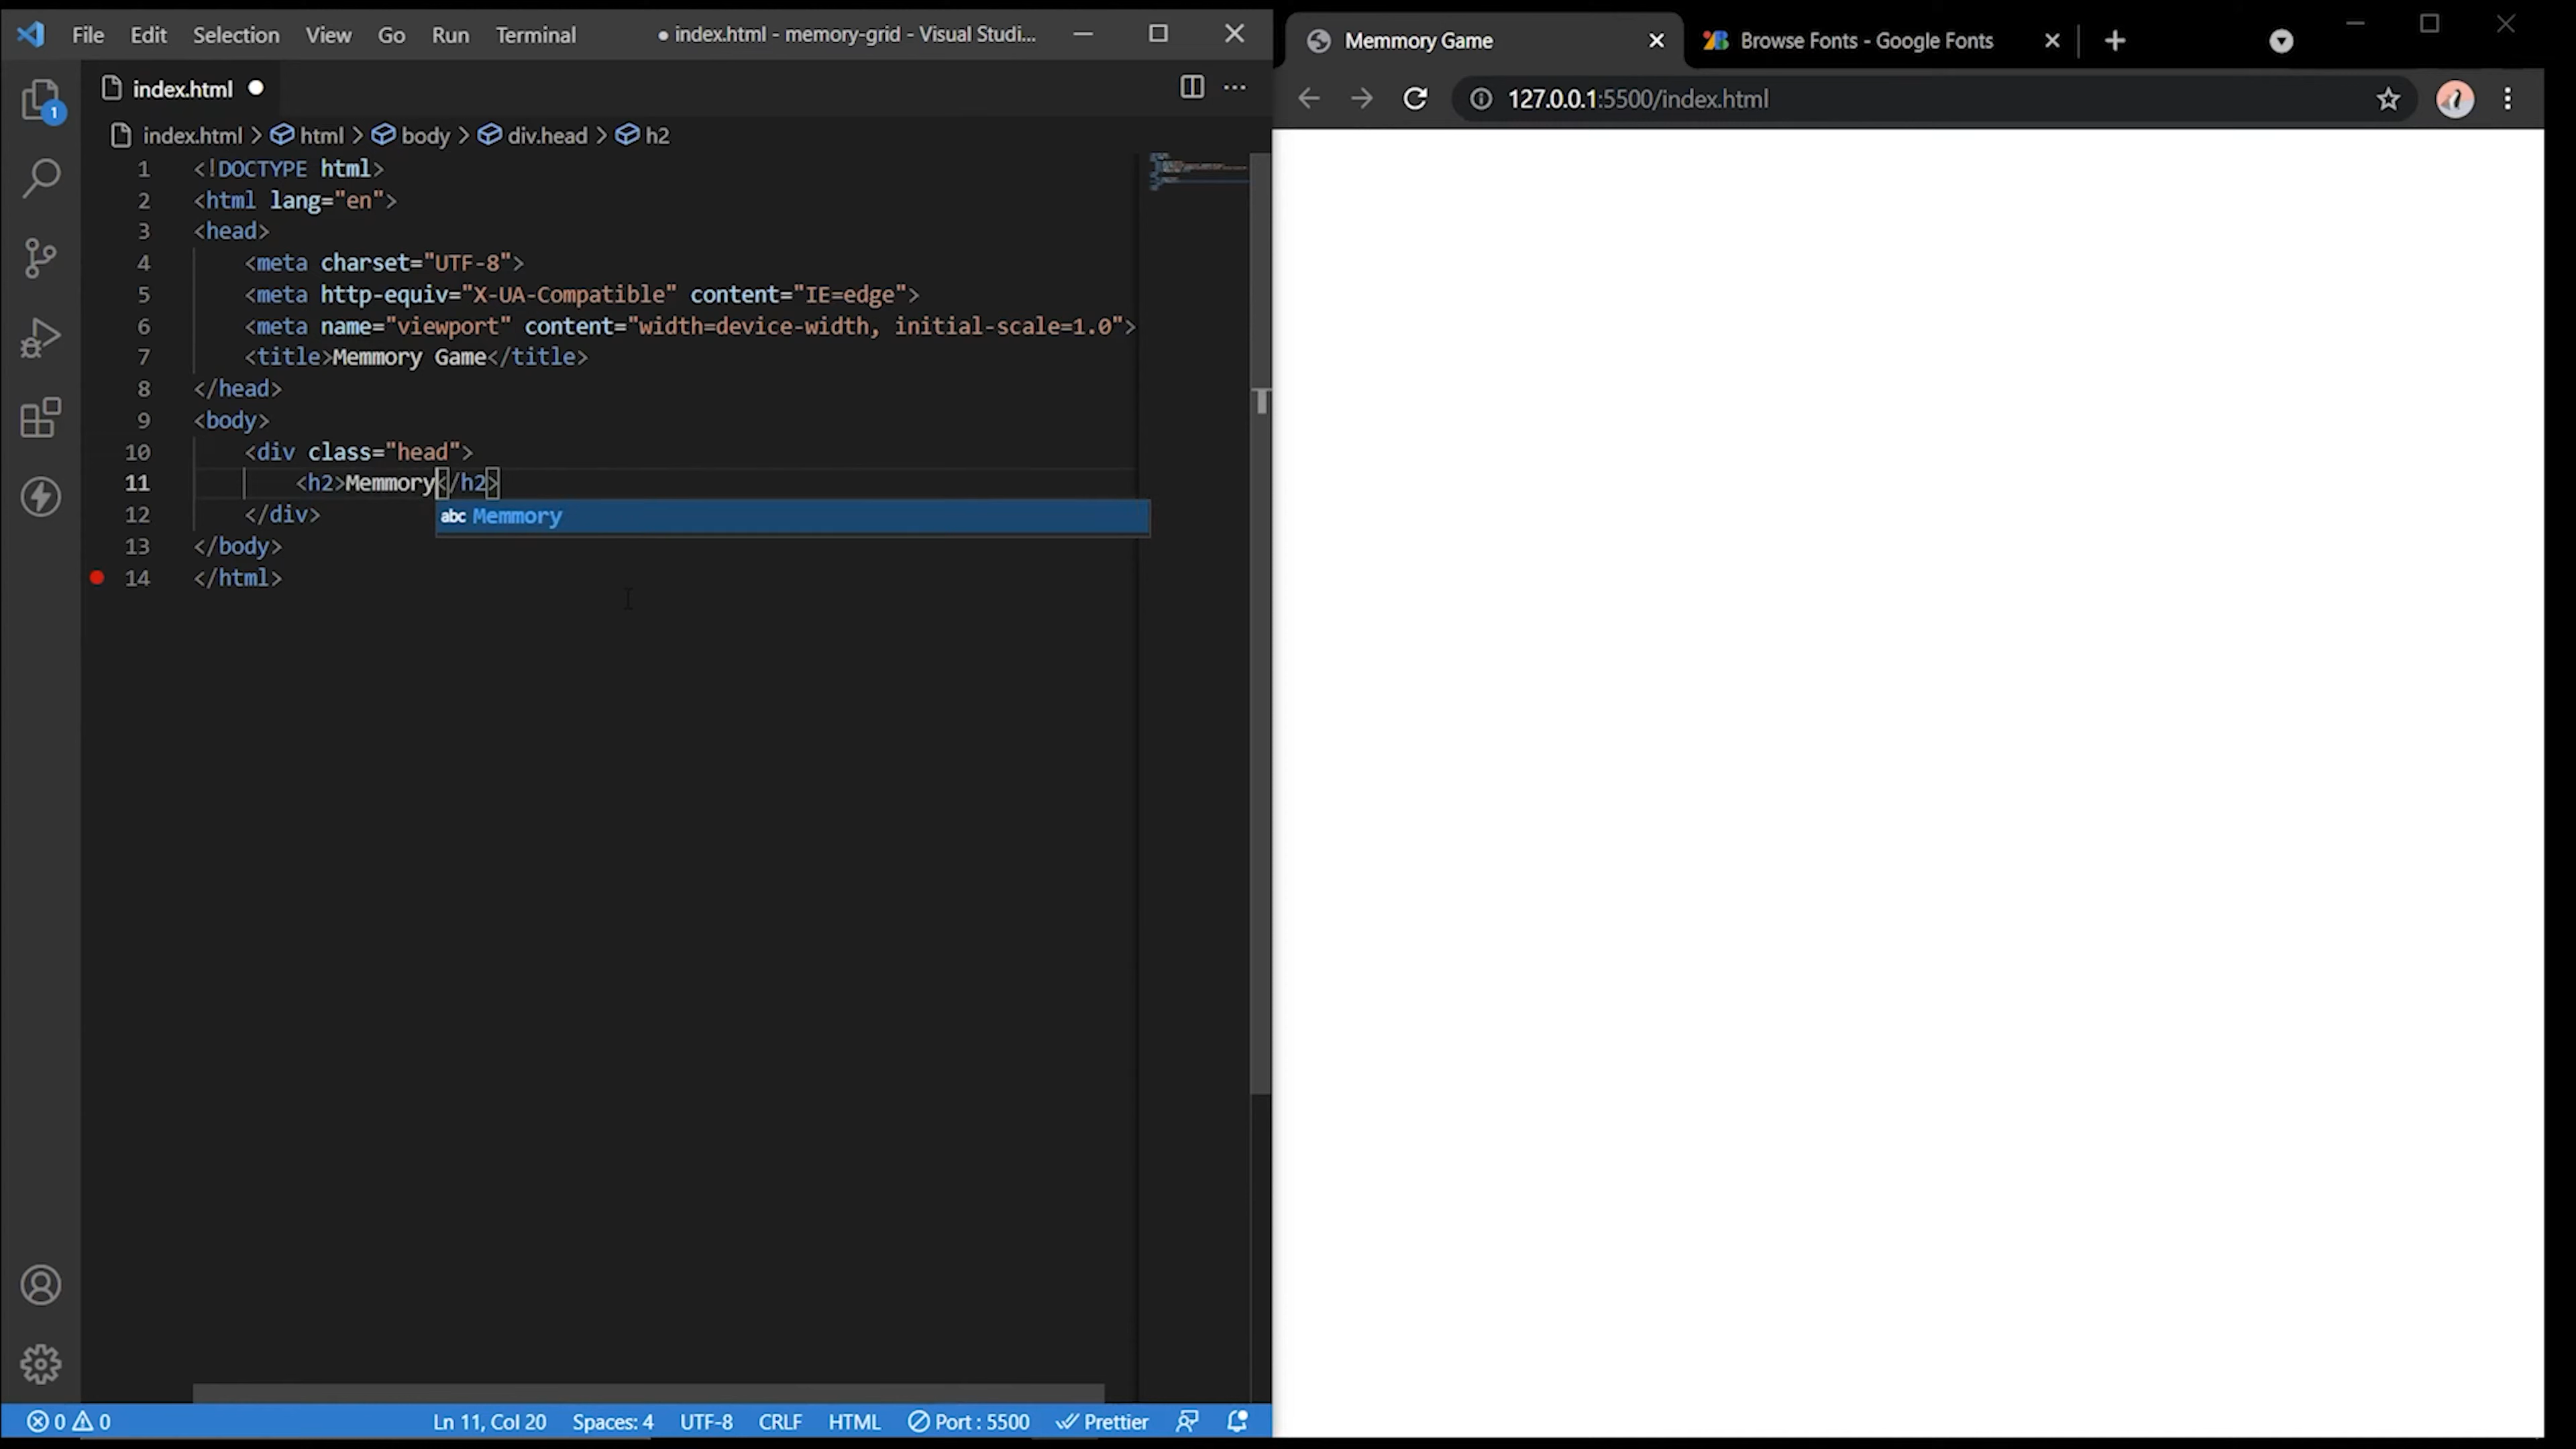 File Edit Selection View Go Run Terminal ● index.html - memory-grid - Visual Studi...
index.html ●
index.html > html > body > div.head > h2
1 <!DOCTYPE html>
2 <html lang="en">
3 <head>
4 <meta charset="UTF-8">
5 <meta http-equiv="X-UA-Compatible" content="IE=edge">
6 <meta name="viewport" content="width=device-width, initial-scale=1.0">
7 <title>Memmory Game</title>
8 </head>
9 <body>
10 <div class="head">
11 <h2>Memmory</h2>
abc Memmory
12 </div>
13 </body>
14 </html>
1
0 0 Ln 11, Col 20 Spaces: 4 UTF-8 CRLF HTML Port : 5500 Prettier
Memmory Game
Browse Fonts - Google Fonts
127.0.0.1:5500/index.html